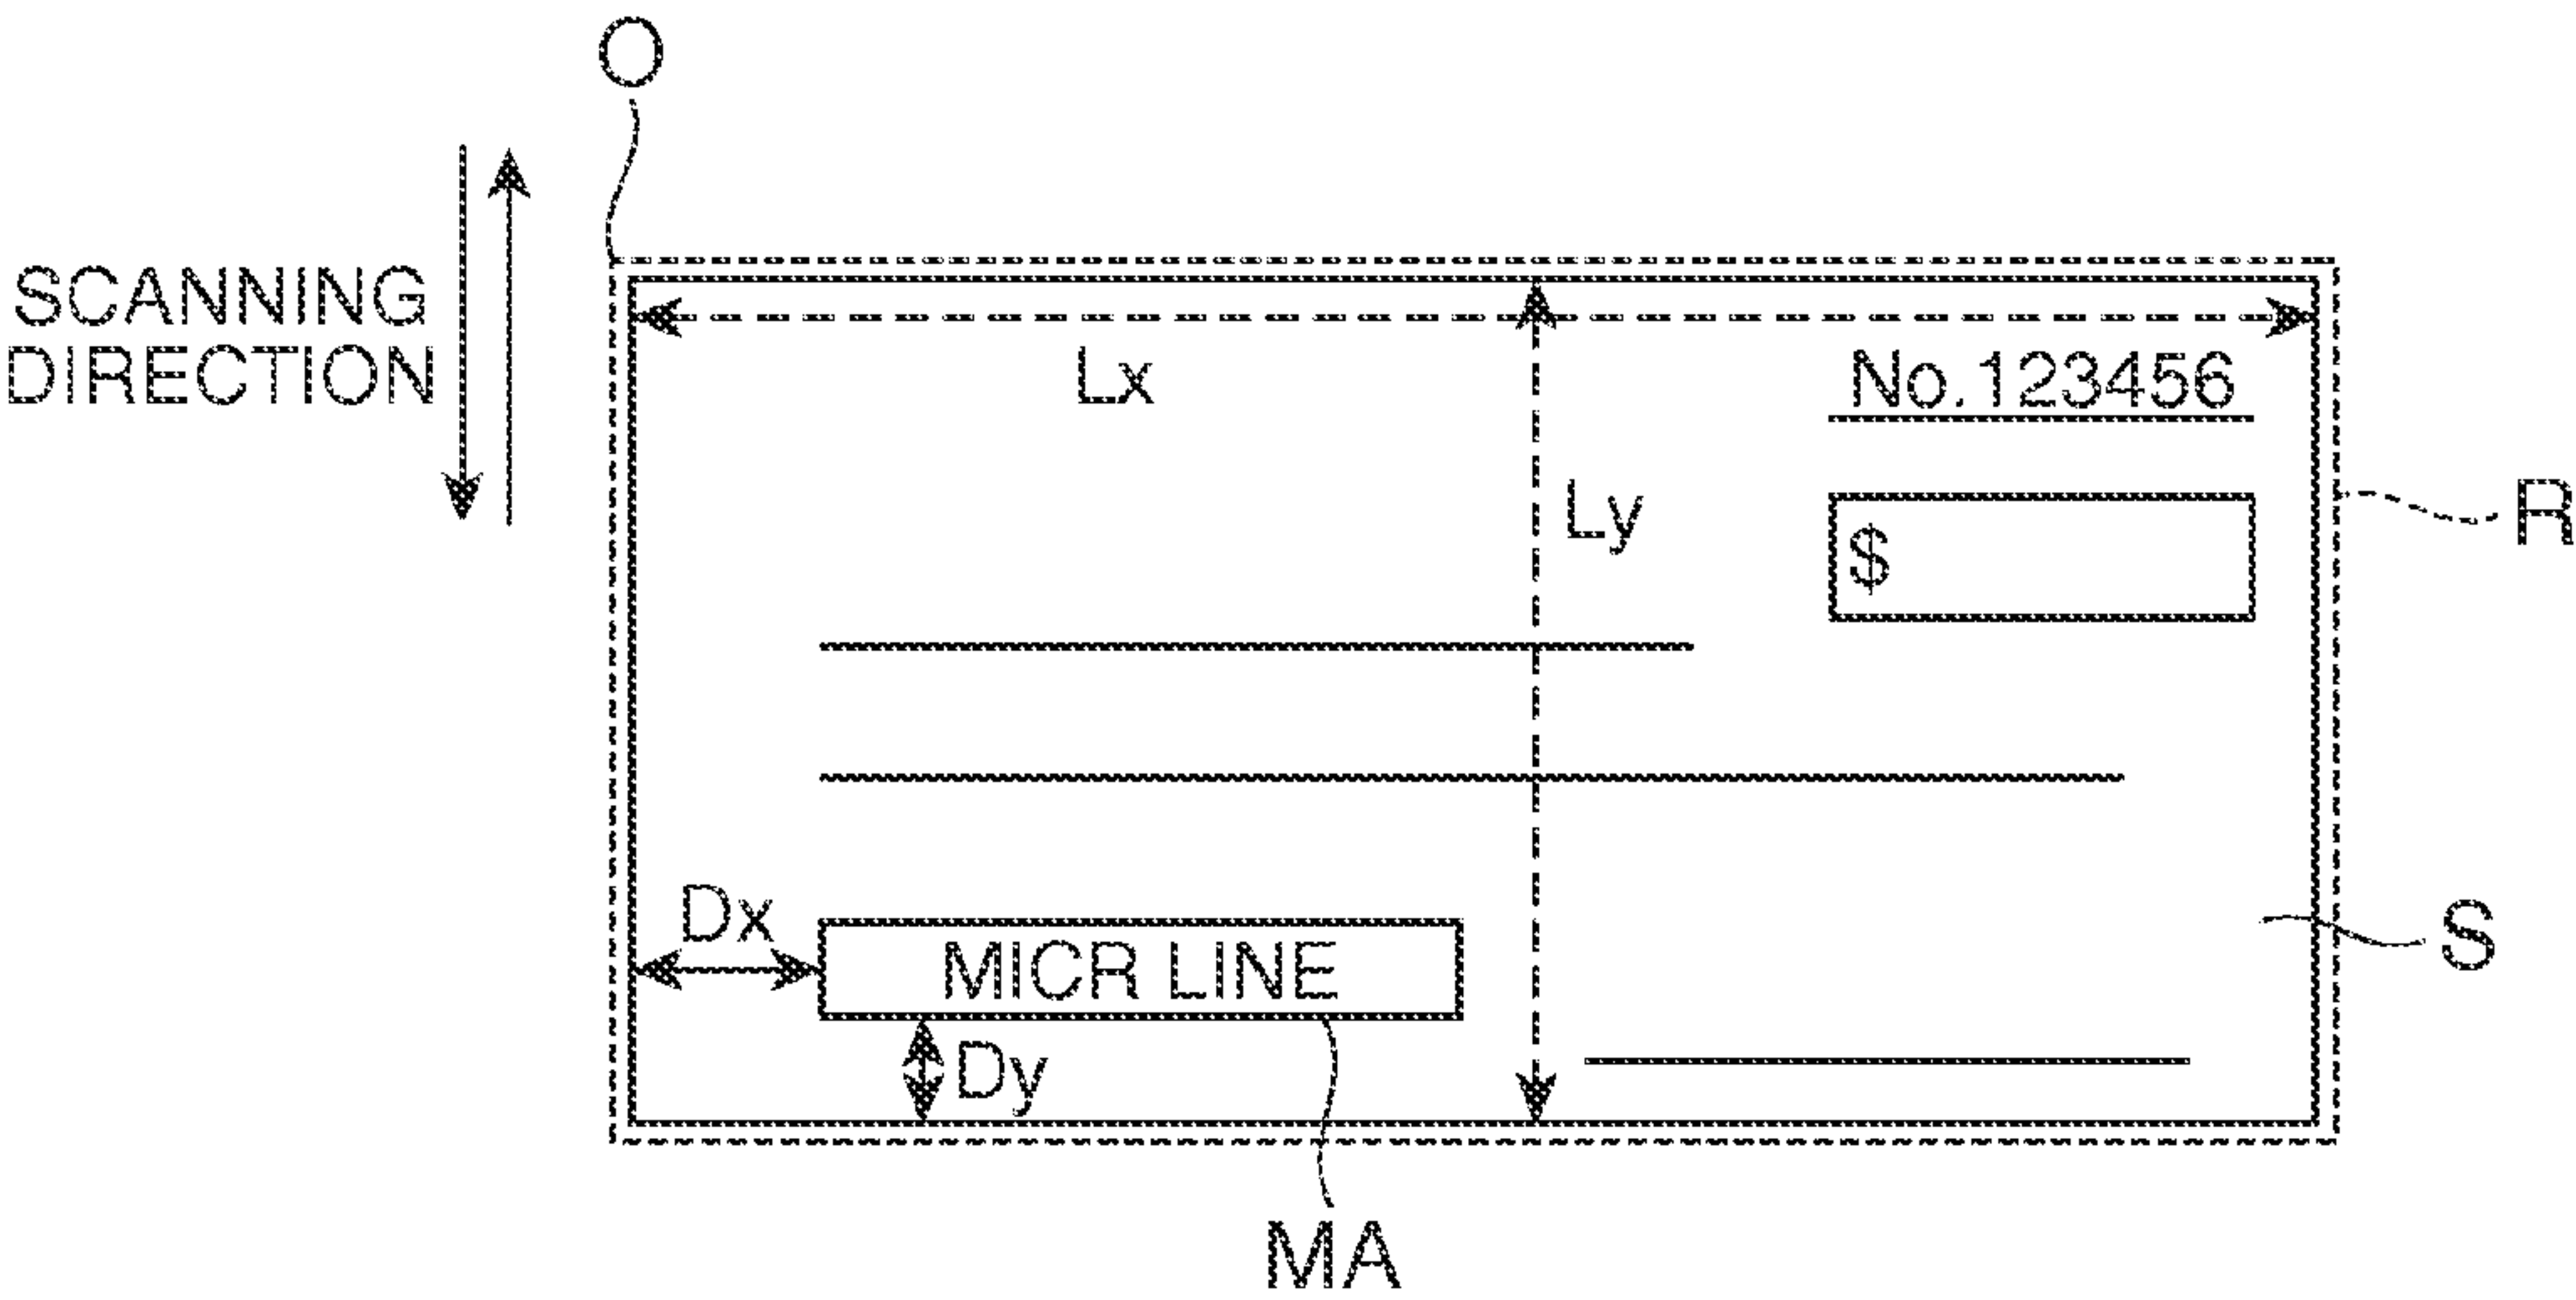 O
SCANNING
DIRECTION
Lx
No.123456
Ly
$
R
Dx
MICR LINE
S
Dy
MA